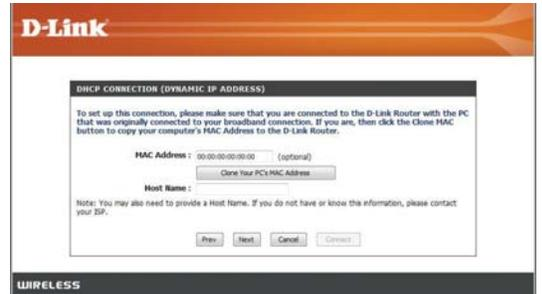 D-Link
DHCP CONNECTION (DYNAMIC IP ADDRESS)
To set up this connection, please make sure that you are connected to the D-Link Router with the PC
that was originally connected to your broadband connection. If you are, then click the Clone MAC
button to copy your computer's MAC Address to the D-Link Router.
MAC Address : 00:00:00:00:00:00 (optional)
Clone Your PC's MAC Address
Host Name :
Note: You may also need to provide a Host Name. If you do not have or know this information, please contact
your ISP.
Prev Next Cancel Connect
WIRELESS